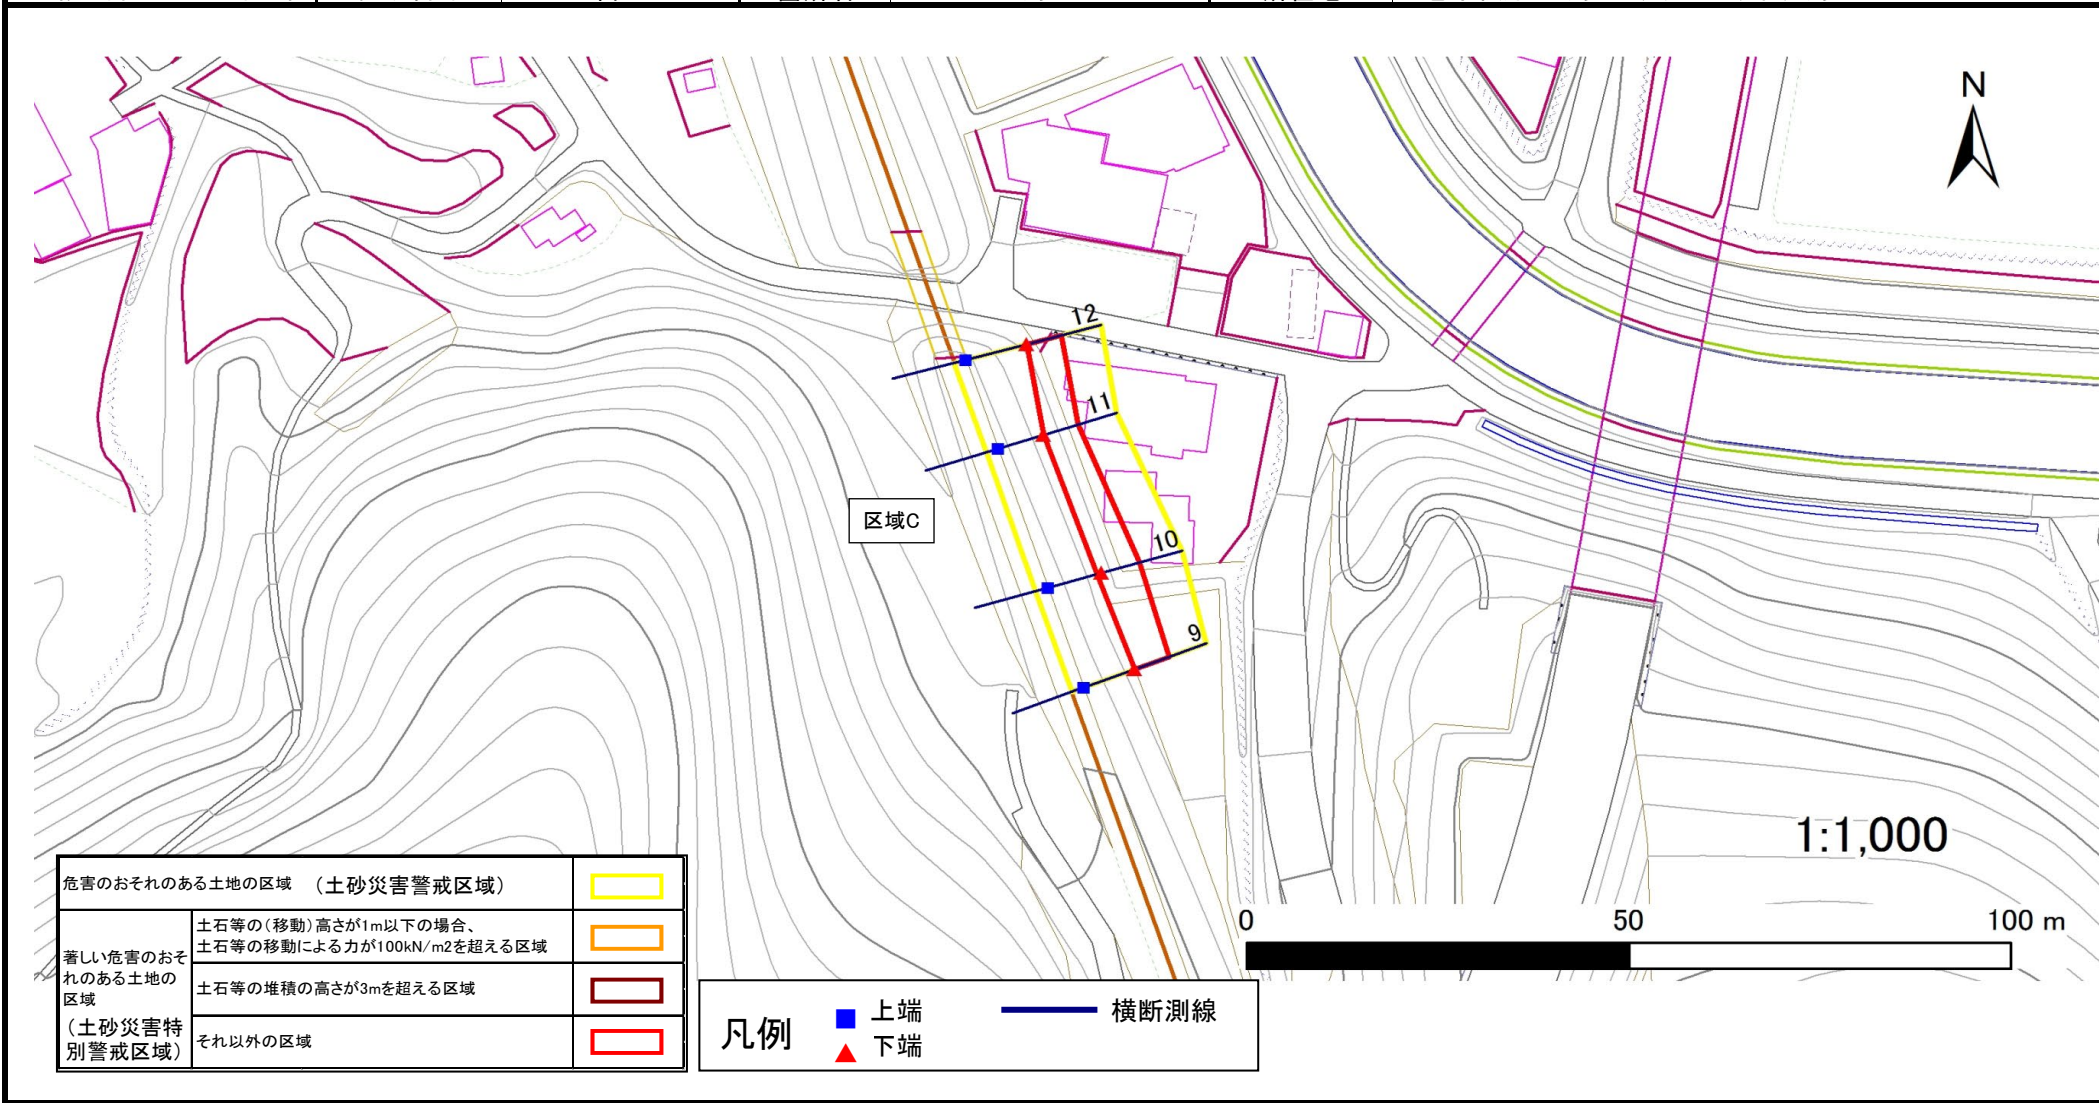 N
12
11
区域C
10
9
1:1,000
0 50 100 m
危害のおそれのある土地の区域 （土砂災害警戒区域）
著しい危害のおそれのある土地の区域
（土砂災害特別警戒区域）
土石等の（移動）高さが1m以下の場合、
土石等の移動による力が100kN/m2を超える区域
土石等の堆積の高さが3mを超える区域
それ以外の区域
凡例
上端
下端
横断測線